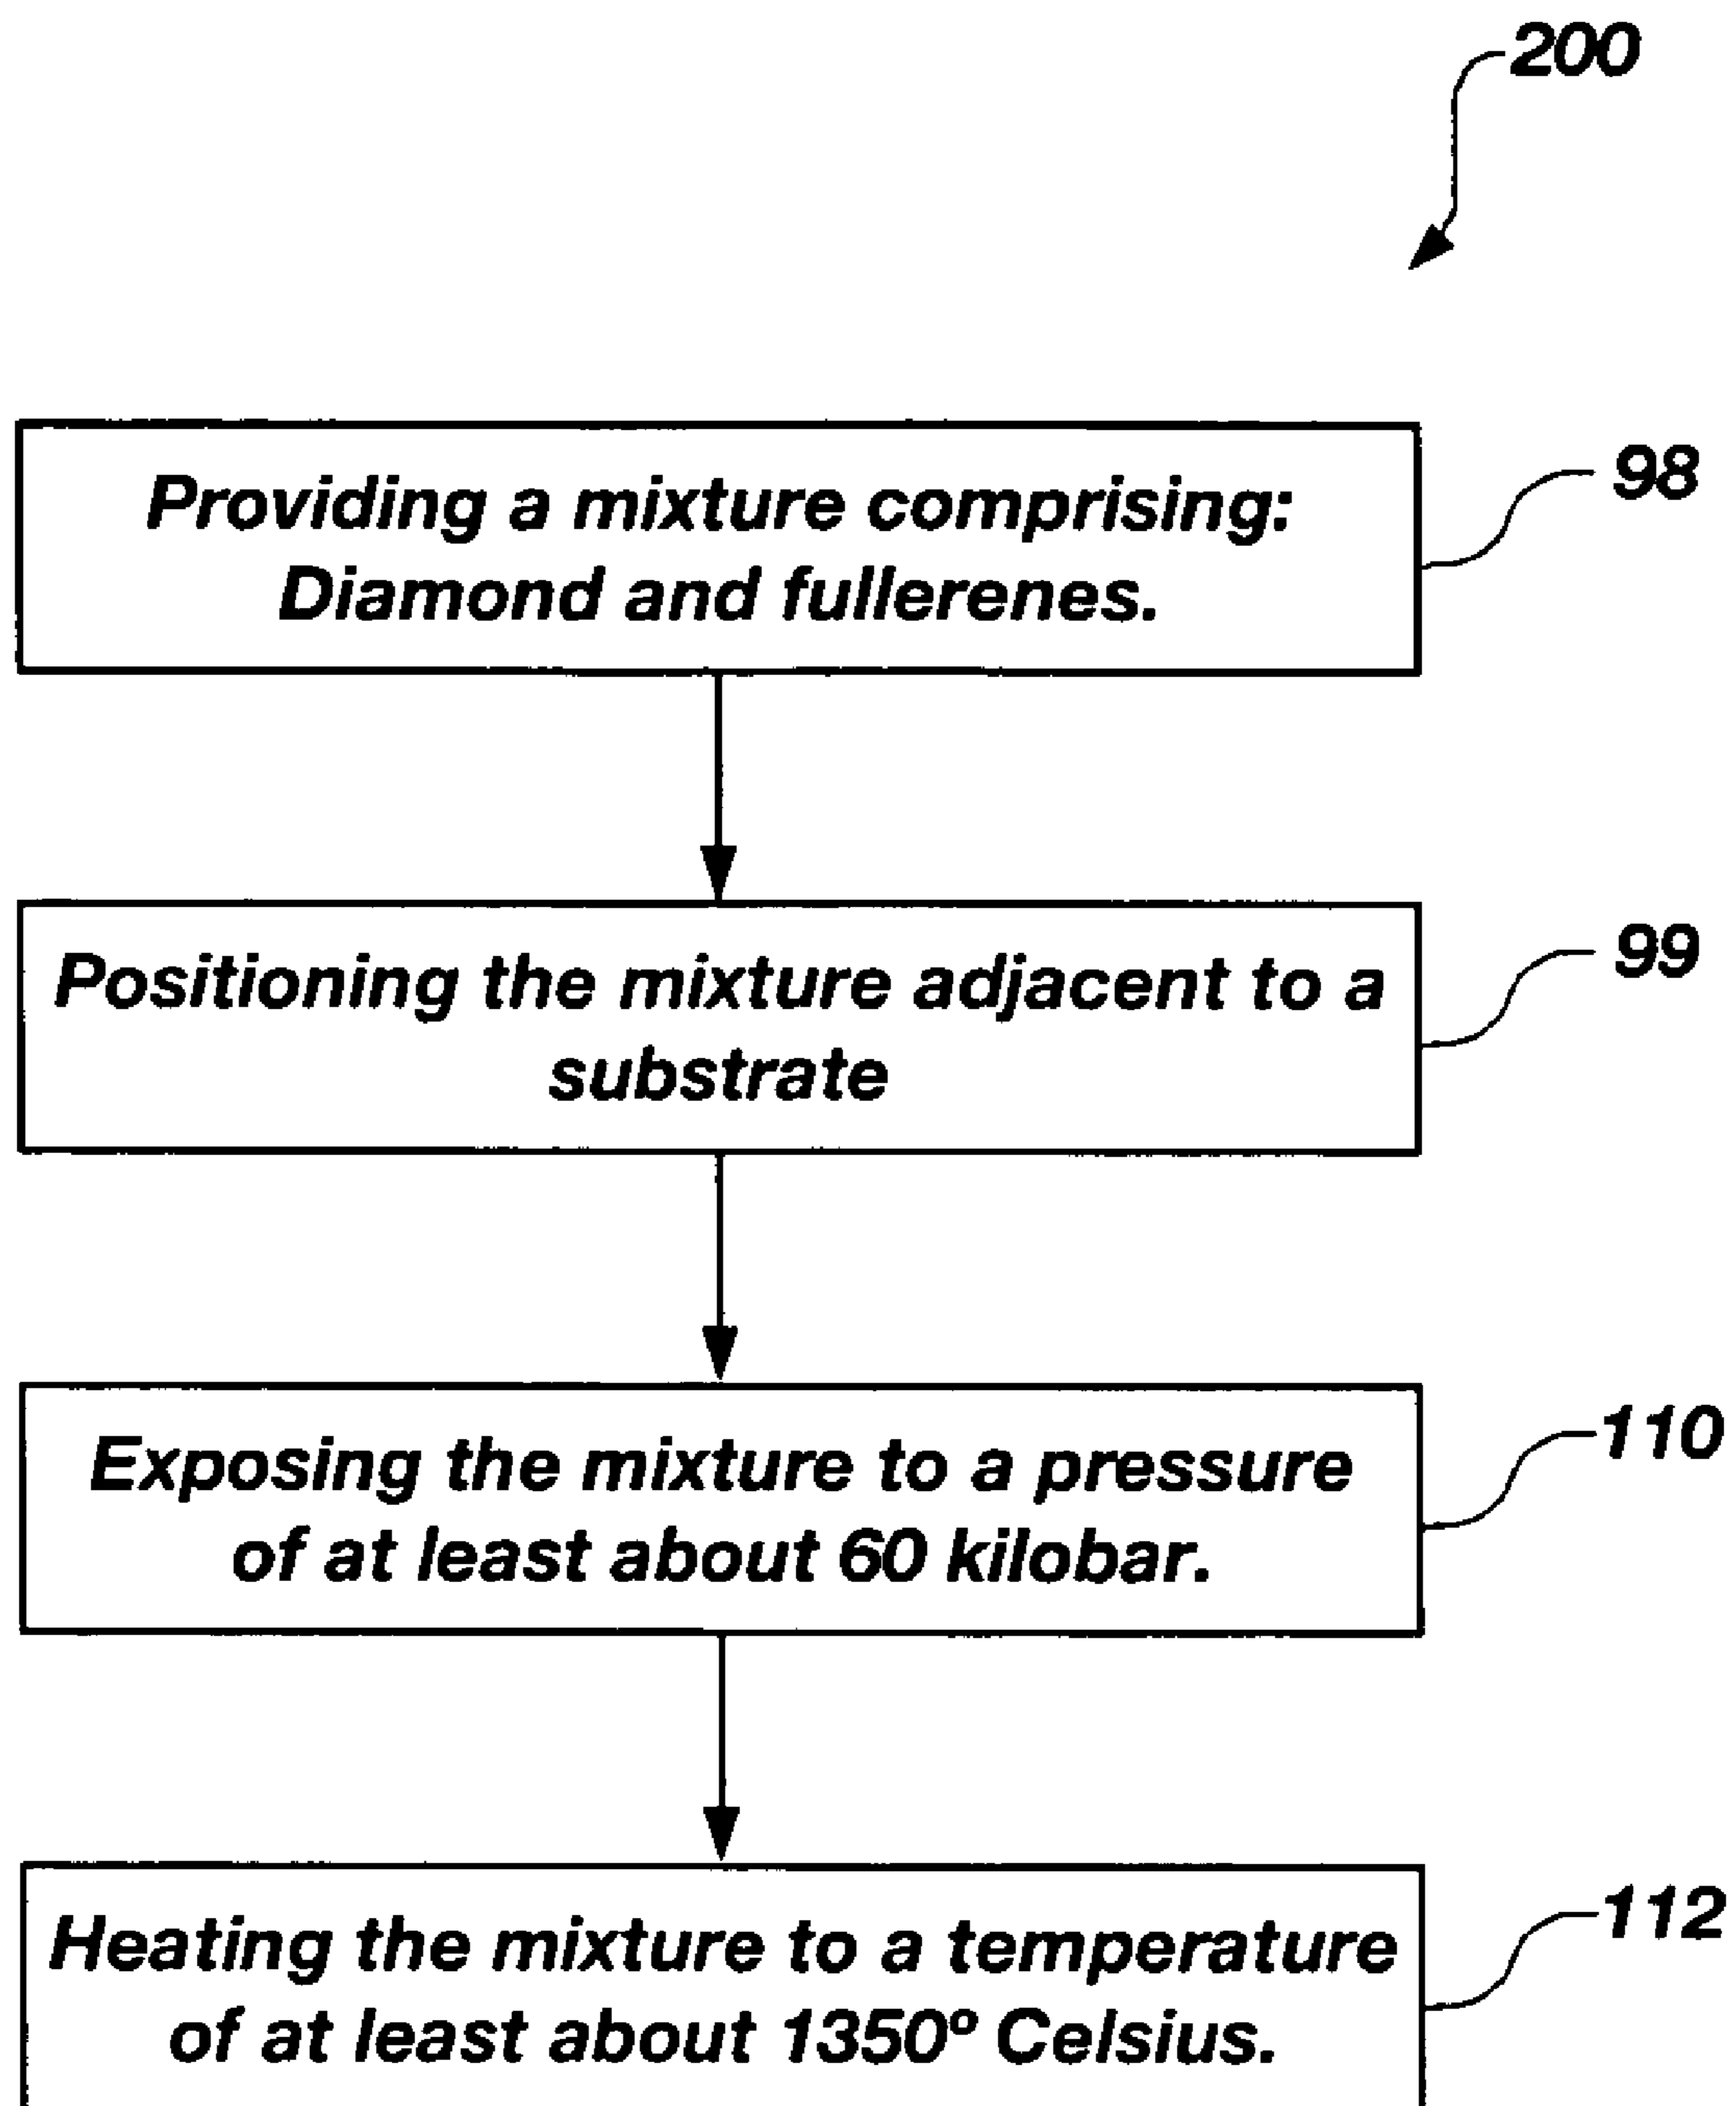 200
Providing a mixture comprising:
Diamond and fullerenes.
98
Positioning the mixture adjacent to a
substrate
99
Exposing the mixture to a pressure
of at least about 60 kilobar.
110
Heating the mixture to a temperature
of at least about 1350º Celsius.
112